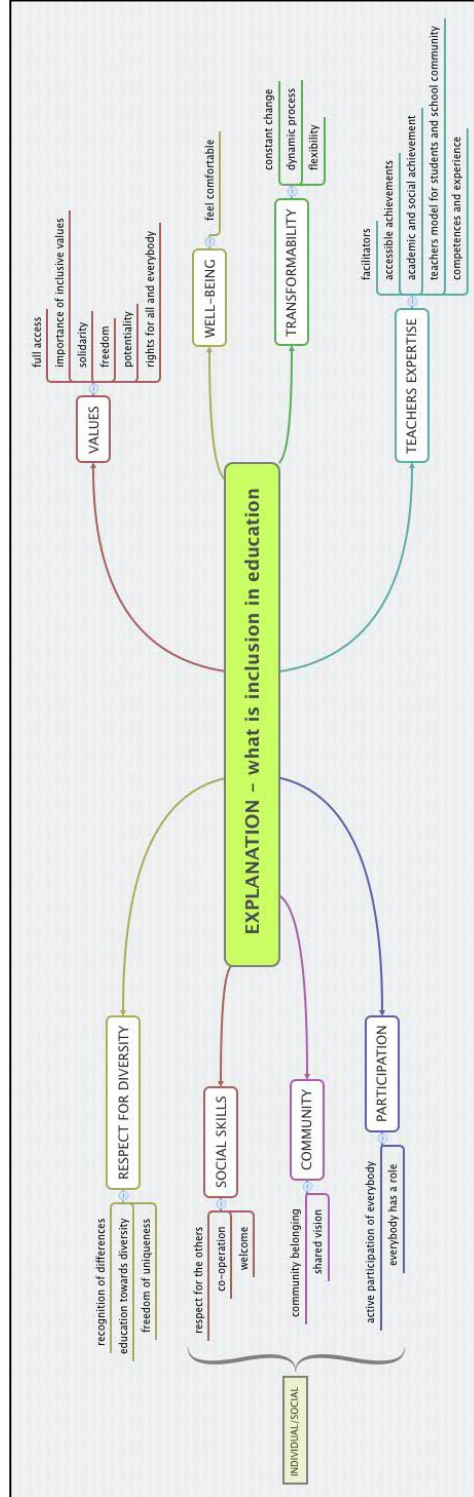 EXPLANATION – what is inclusion in education
RESPECT FOR DIVERSITY
recognition of differences
education towards diversity
freedom of uniqueness
SOCIAL SKILLS
respect for the others
co-operation
welcome
COMMUNITY
community belonging
shared vision
PARTICIPATION
active participation of everybody
everybody has a role
INDIVIDUAL/SOCIAL
VALUES
full access
importance of inclusive values
solidarity
freedom
potentiality
rights for all and everybody
WELL-BEING
feel comfortable
TRANSFORMABILITY
constant change
dynamic process
flexibility
TEACHERS EXPERTISE
facilitators
accessible achievements
academic and social achievement
teachers model for students and school community
competences and experience